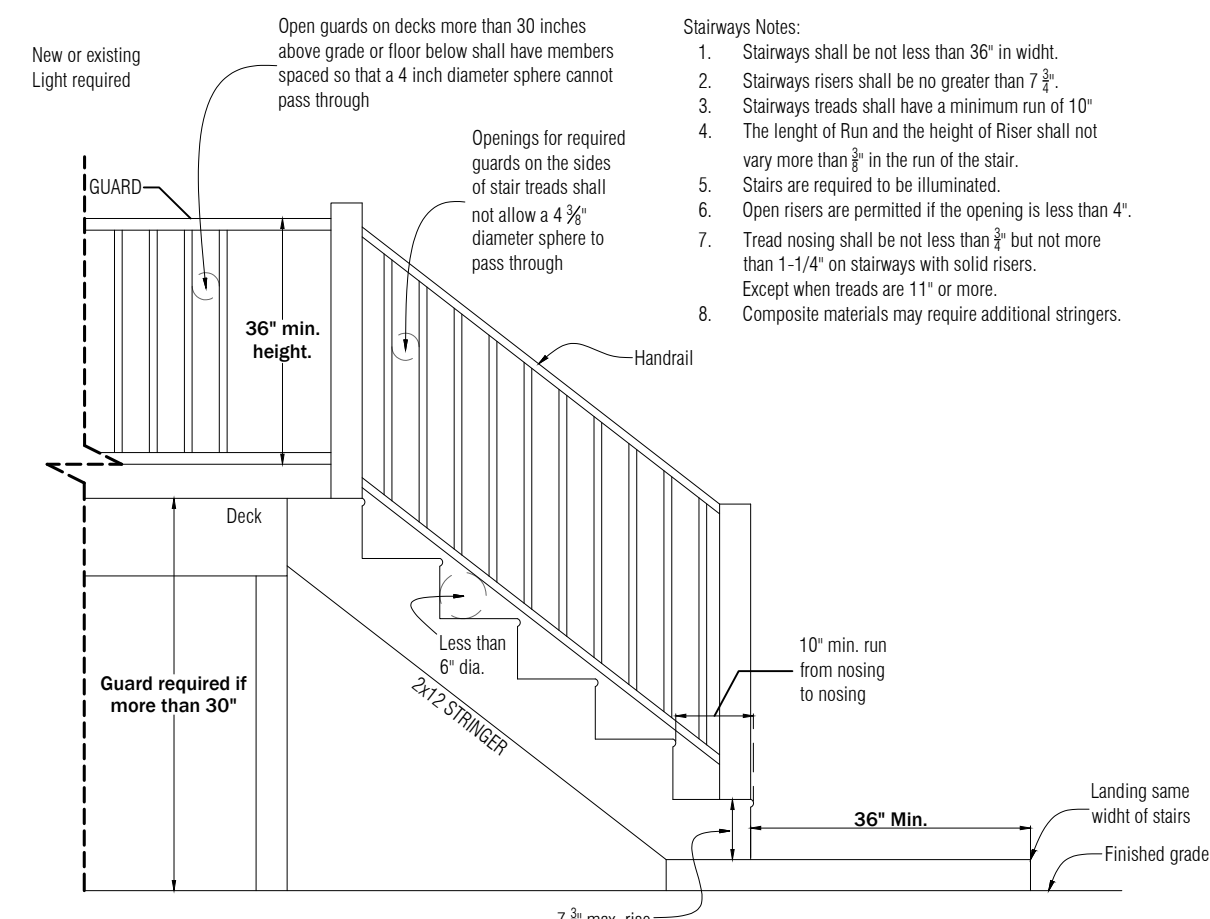 New or existing
Light required
Open guards on decks more than 30 inches
above grade or floor below shall have members
spaced so that a 4 inch diameter sphere cannot
pass through
Openings for required
guards on the sides
of stair treads shall
not allow a 4 3/8"
diameter sphere to
pass through
Stairways Notes:
1. Stairways shall be not less than 36" in widht.
2. Stairways risers shall be no greater than 7 3/4".
3. Stairways treads shall have a minimum run of 10"
4. The lenght of Run and the height of Riser shall not
vary more than 3/8" in the run of the stair.
5. Stairs are required to be illuminated.
6. Open risers are permitted if the opening is less than 4".
7. Tread nosing shall be not less than 3/4" but not more
than 1-1/4" on stairways with solid risers.
Except when treads are 11" or more.
8. Composite materials may require additional stringers.
GUARD
36" min.
height.
Handrail
Deck
Less than
6" dia.
2x12 STRINGER
Guard required if
more than 30"
10" min. run
from nosing
to nosing
36" Min.
Landing same
widht of stairs
Finished grade
7 3/4" max. rise